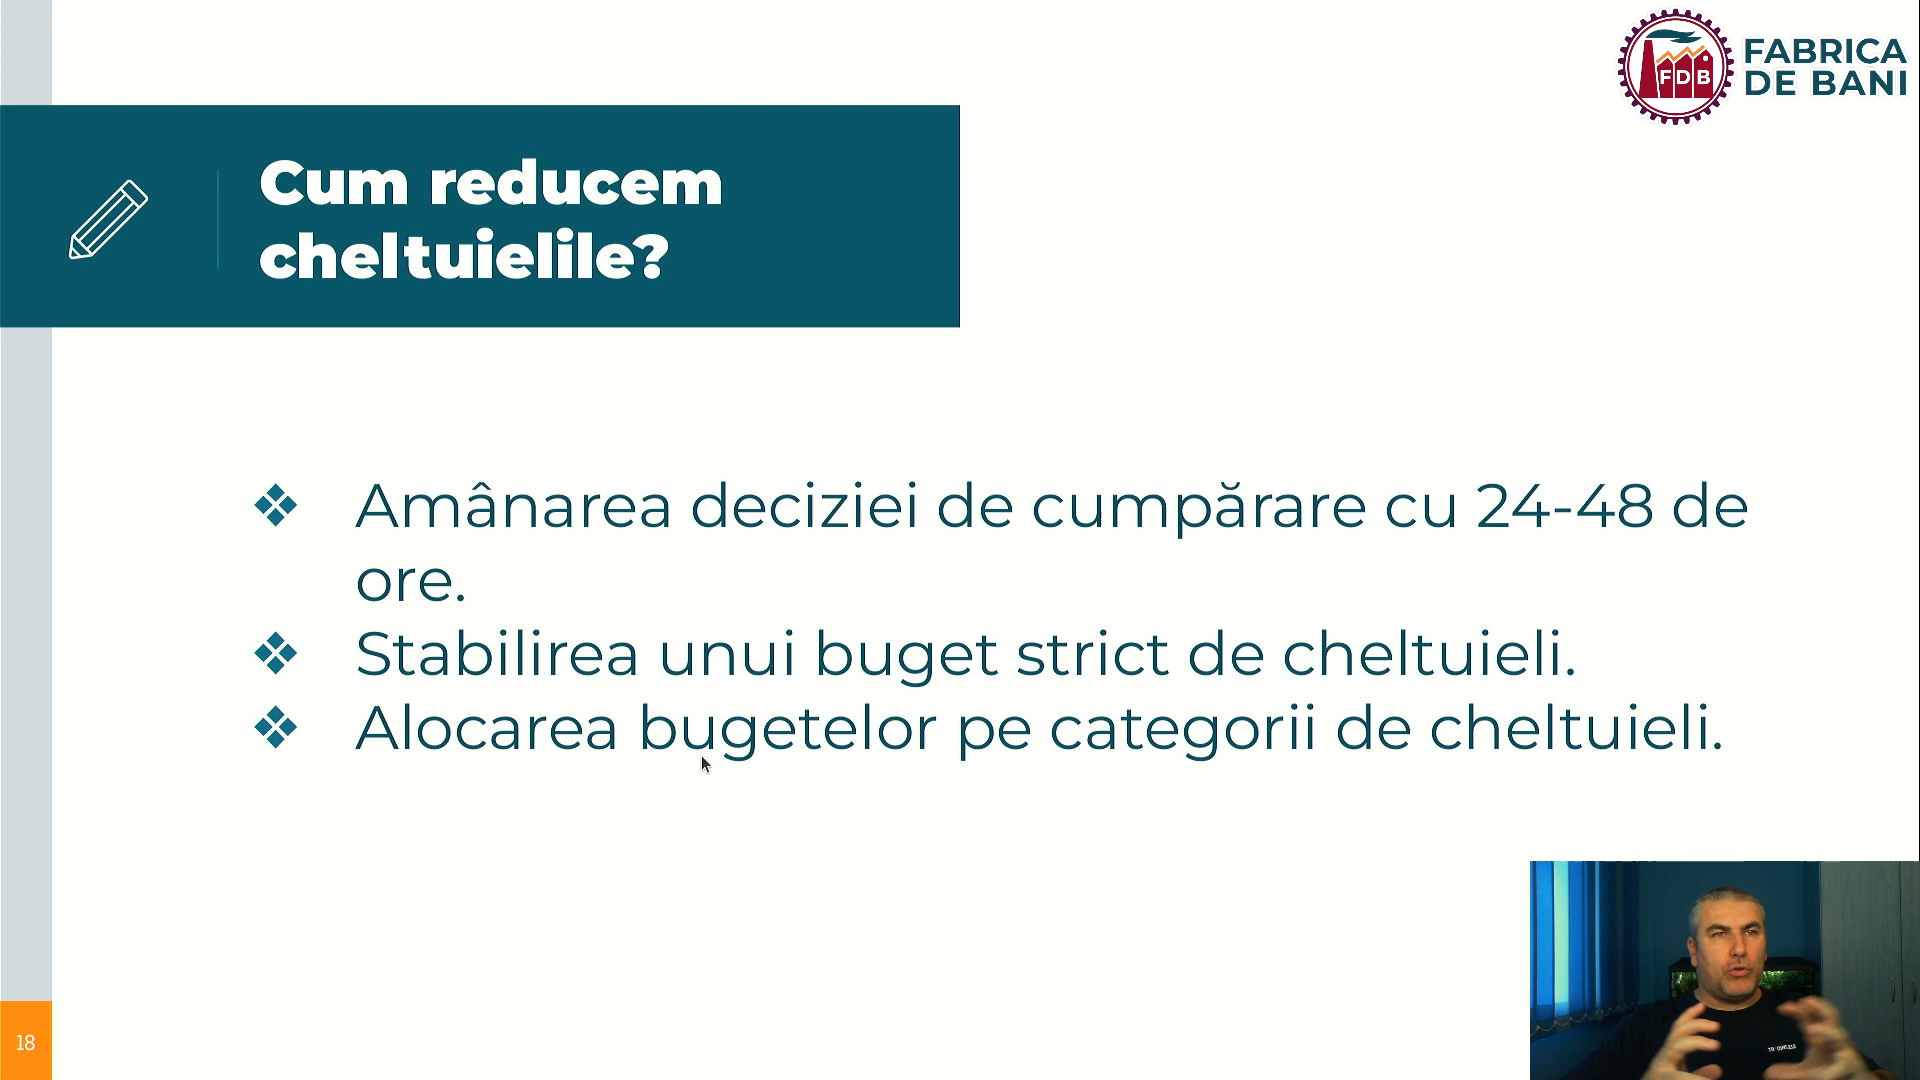 FABRICA
DE BANI
FDB
Cum reducem
cheltuielile?
❖ Amânarea deciziei de cumpărare cu 24-48 de
ore.
❖ Stabilirea unui buget strict de cheltuieli.
❖ Alocarea bugetelor pe categorii de cheltuieli.
18